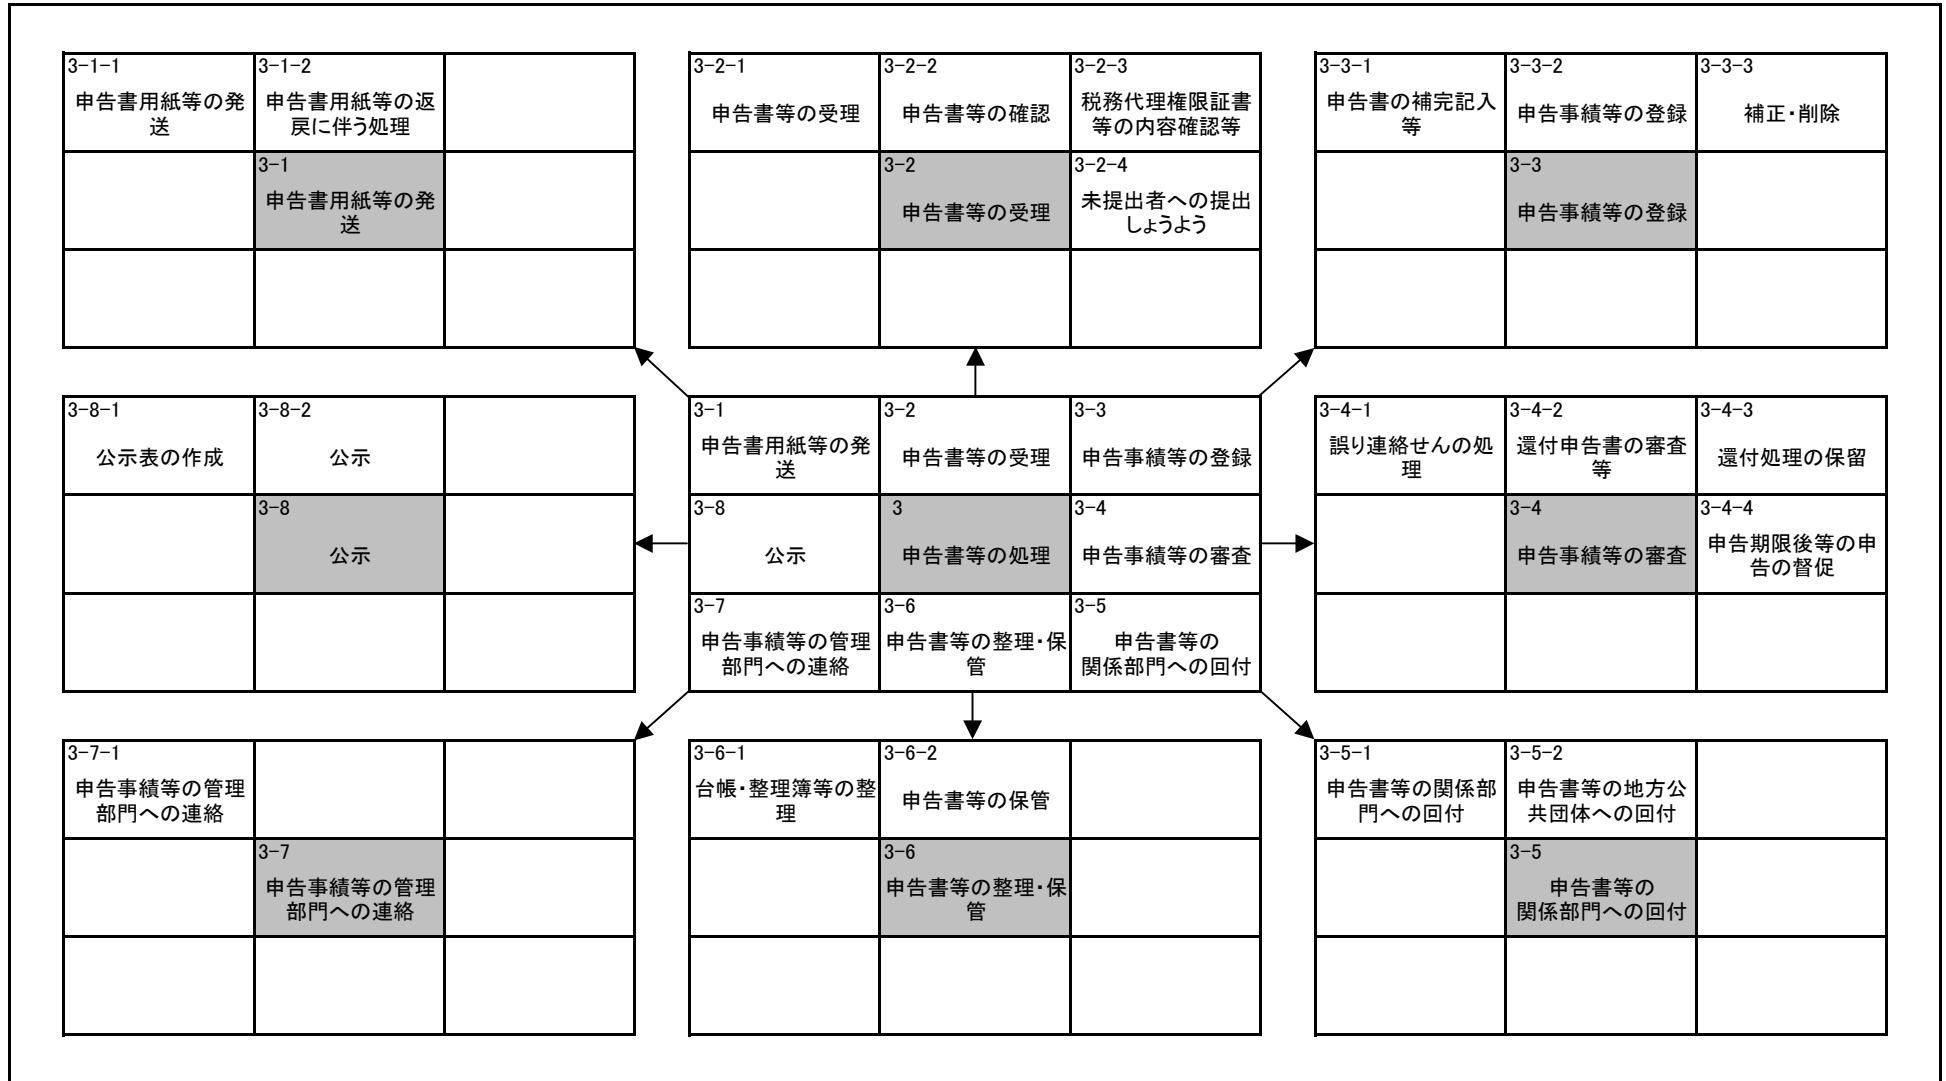 3-1-1
申告書用紙等の発
送
3-1-2
申告書用紙等の返
戻に伴う処理
3-1
申告書用紙等の発
送
3-2-1
申告書等の受理
3-2-2
申告書等の確認
3-2-3
税務代理権限証書
等の内容確認等
3-2
申告書等の受理
3-2-4
未提出者への提出
しょうよう
3-3-1
申告書の補完記入
等
3-3-2
申告事績等の登録
3-3-3
補正・削除
3-3
申告事績等の登録
3-8-1
公示表の作成
3-8-2
公示
3-8
公示
3-1
申告書用紙等の発
送
3-2
申告書等の受理
3-3
申告事績等の登録
3-8
公示
3
申告書等の処理
3-4
申告事績等の審査
3-7
申告事績等の管理
部門への連絡
3-6
申告書等の整理・保
管
3-5
申告書等の
関係部門への回付
3-4-1
誤り連絡せんの処
理
3-4-2
還付申告書の審査
等
3-4-3
還付処理の保留
3-4
申告事績等の審査
3-4-4
申告期限後等の申
告の督促
3-7-1
申告事績等の管理
部門への連絡
3-7
申告事績等の管理
部門への連絡
3-6-1
台帳・整理簿等の整
理
3-6-2
申告書等の保管
3-6
申告書等の整理・保
管
3-5-1
申告書等の関係部
門への回付
3-5-2
申告書等の地方公
共団体への回付
3-5
申告書等の
関係部門への回付